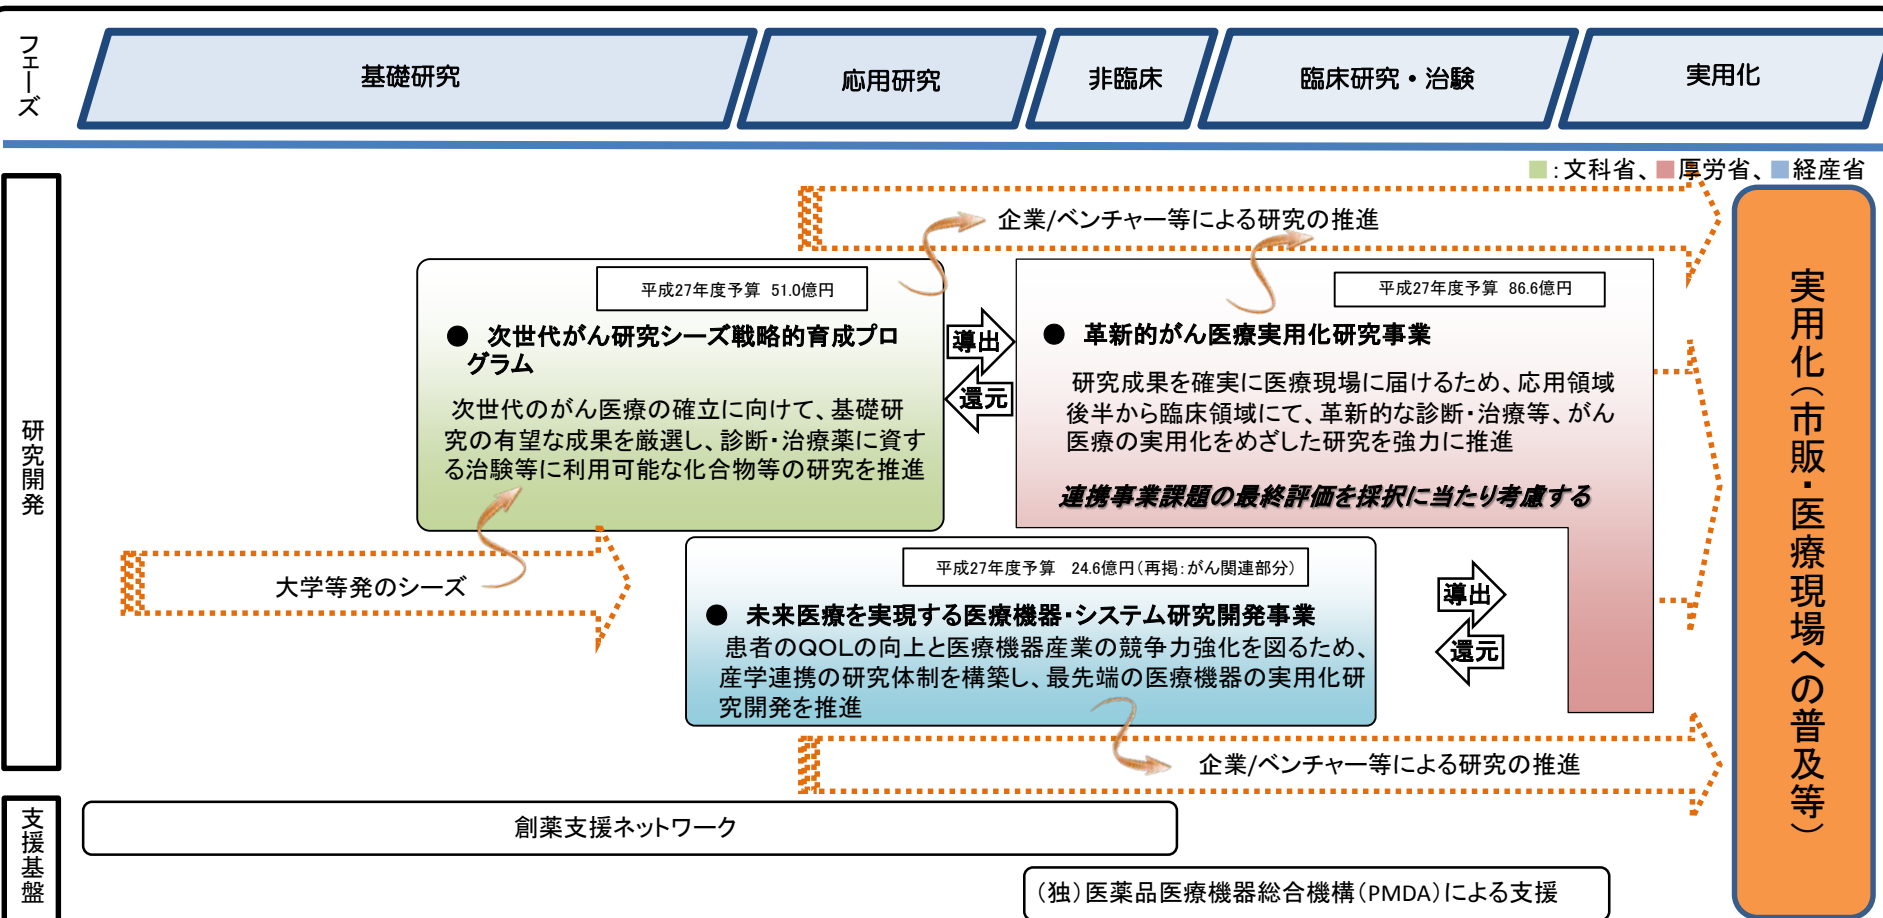 フェーズ
基礎研究
応用研究
非臨床
臨床研究・治験
実用化
■：文科省、■厚労省、■経産省
研究開発
企業/ベンチャー等による研究の推進
平成27年度予算 51.0億円
● 次世代がん研究シーズ戦略的育成プロ
グラム
次世代のがん医療の確立に向けて、基礎研
究の有望な成果を厳選し、診断・治療薬に資す
る治験等に利用可能な化合物等の研究を推進
導出
還元
平成27年度予算 86.6億円
● 革新的がん医療実用化研究事業
研究成果を確実に医療現場に届けるため、応用領域
後半から臨床領域にて、革新的な診断・治療等、がん
医療の実用化をめざした研究を強力に推進
連携事業課題の最終評価を採択に当たり考慮する
大学等発のシーズ
平成27年度予算 24.6億円（再掲：がん関連部分）
● 未来医療を実現する医療機器・システム研究開発事業
患者のQOLの向上と医療機器産業の競争力強化を図るため、
産学連携の研究体制を構築し、最先端の医療機器の実用化研
究開発を推進
導出
還元
企業/ベンチャー等による研究の推進
実用化（市販・医療現場への普及等）
支援基盤
創薬支援ネットワーク
（独）医薬品医療機器総合機構（PMDA）による支援